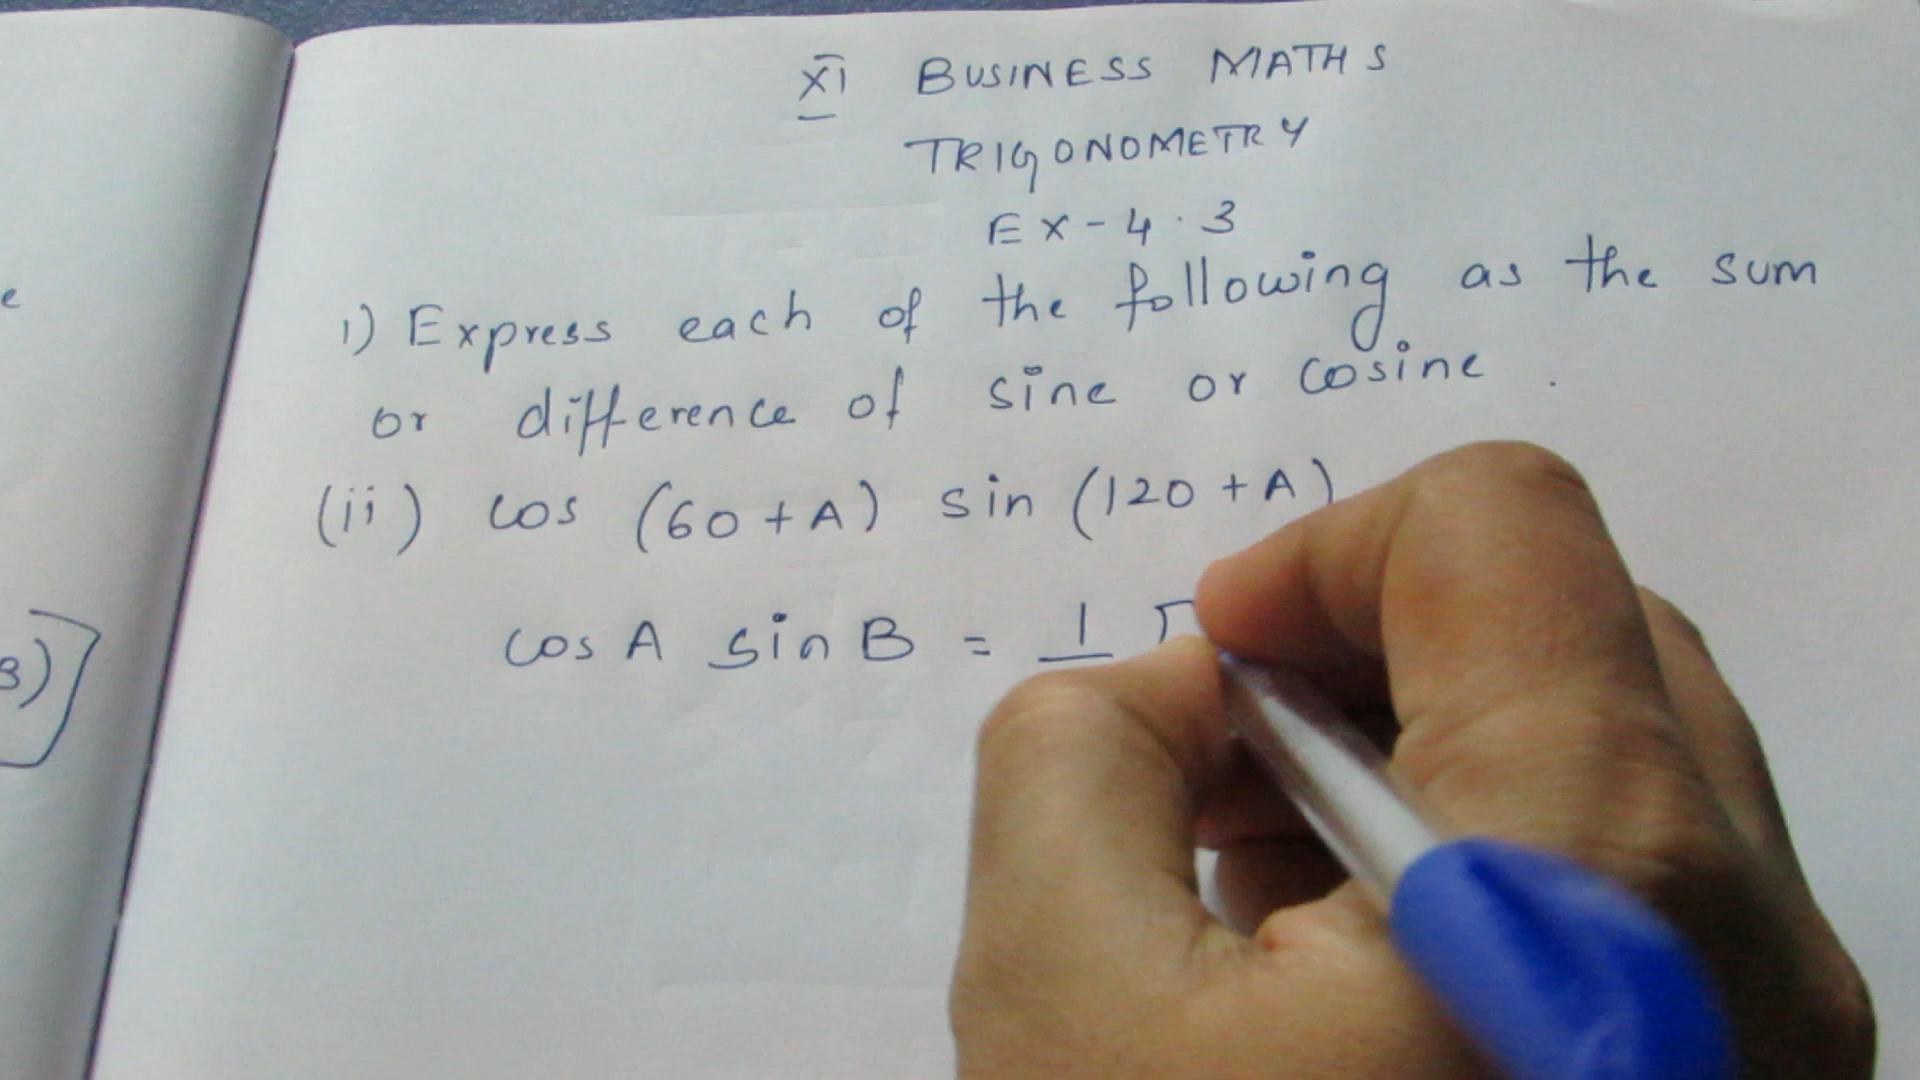 XI BUSINESS MATHS
TRIGONOMETRY
EX-4.3
1) Express each of the following as the sum
or difference of sine or cosine.
(ii) cos (60+A) sin (120+A)
cos A sin B = 1 [
e
B)]